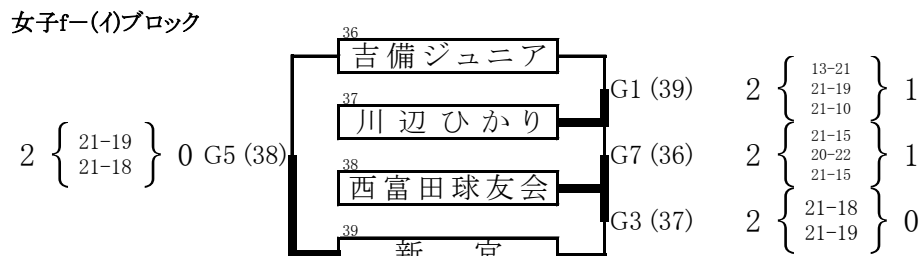 女子f－(イ)ブロック
36
吉備ジュニア
G1 (39) 2 { 13-21 21-19 21-10 } 1
37
川辺ひかり
2 { 21-19 21-18 } 0 G5 (38)
G7 (36) 2 { 21-15 20-22 21-15 } 1
38
西富田球友会
G3 (37) 2 { 21-18 21-19 } 0
39
新宮